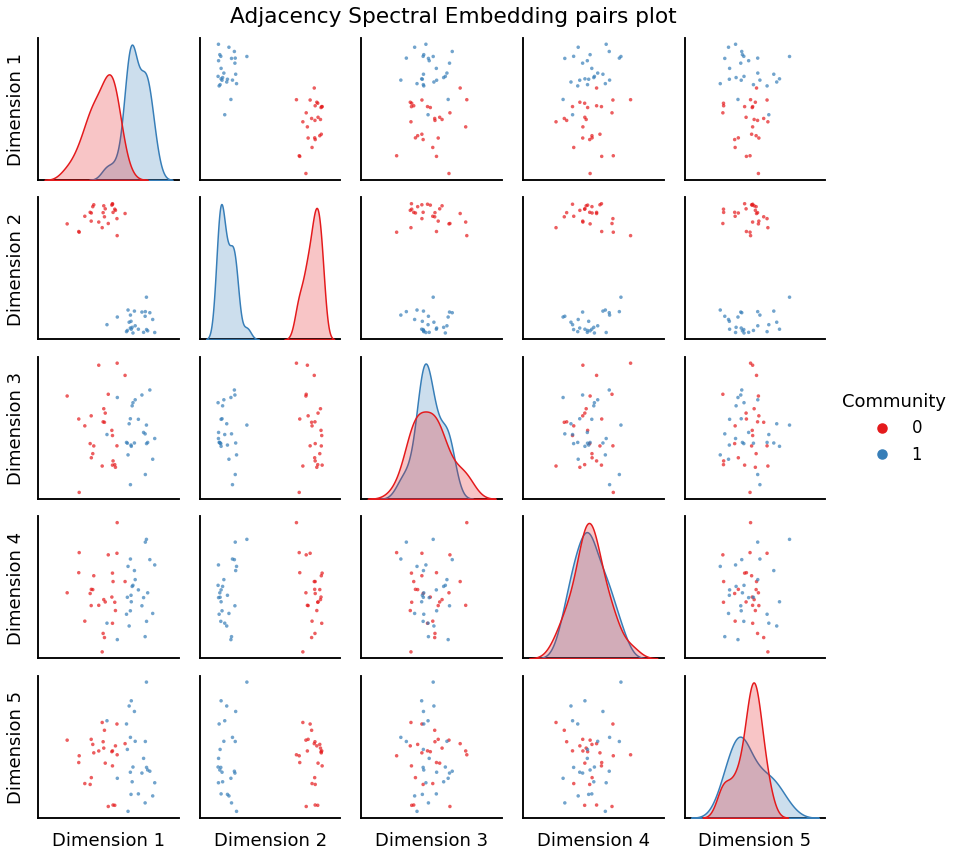 Adjacency Spectral Embedding pairs plot
Dimension 1
Dimension 2
Dimension 3
Dimension 4
Dimension 5
Community
0
1
Dimension 1
Dimension 2
Dimension 3
Dimension 4
Dimension 5